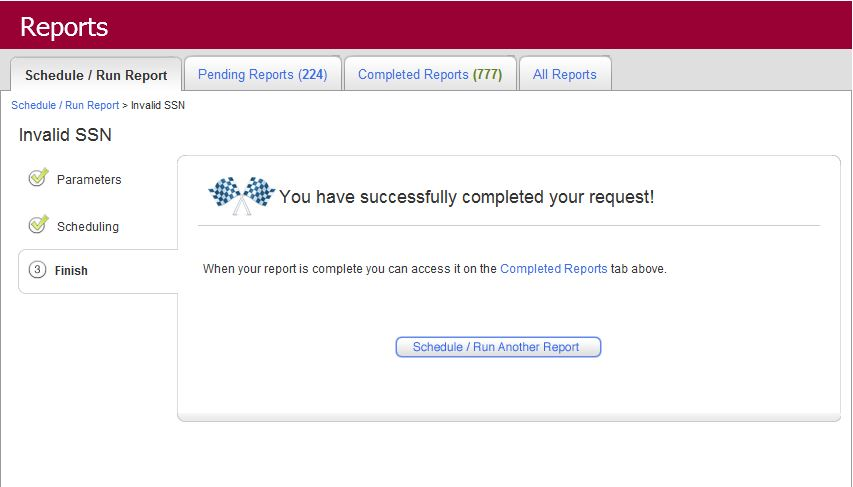 Reports
Schedule / Run Report
Pending Reports (224)
Completed Reports (777)
All Reports
Schedule / Run Report > Invalid SSN
Invalid SSN
Parameters
Scheduling
3 Finish
You have successfully completed your request!
When your report is complete you can access it on the Completed Reports tab above.
Schedule / Run Another Report